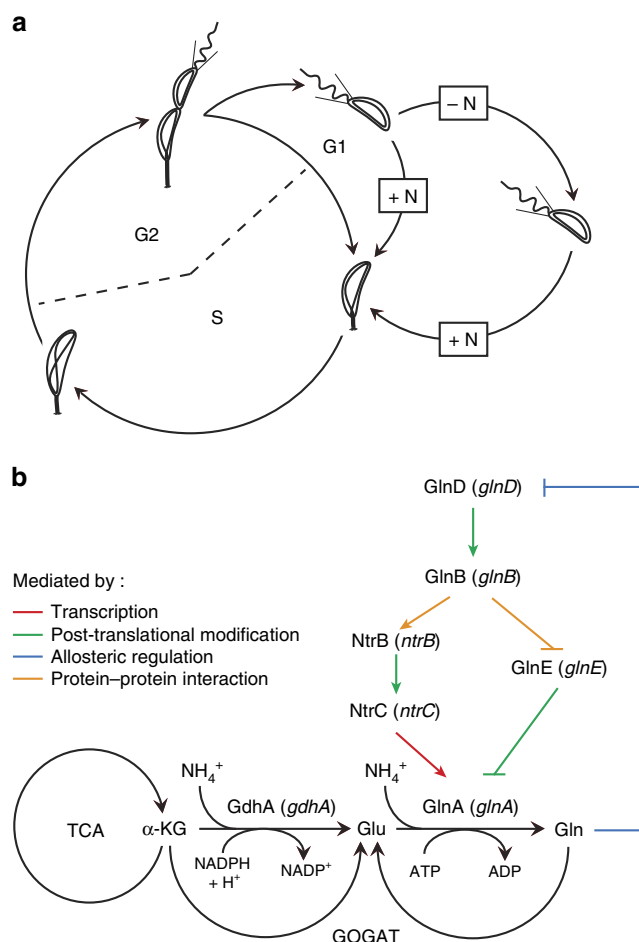 a
G1
– N
+ N
G2
S
+ N
b
GlnD (glnD)
GlnB (glnB)
Mediated by :
Transcription
Post-translational modification
Allosteric regulation
Protein–protein interaction
NtrB (ntrB)
GlnE (glnE)
NtrC (ntrC)
NH₄⁺ NH₄⁺
GdhA (gdhA) GlnA (glnA)
TCA α-KG Glu Gln
NADPH + H⁺ NADP⁺ ATP ADP
GOGAT